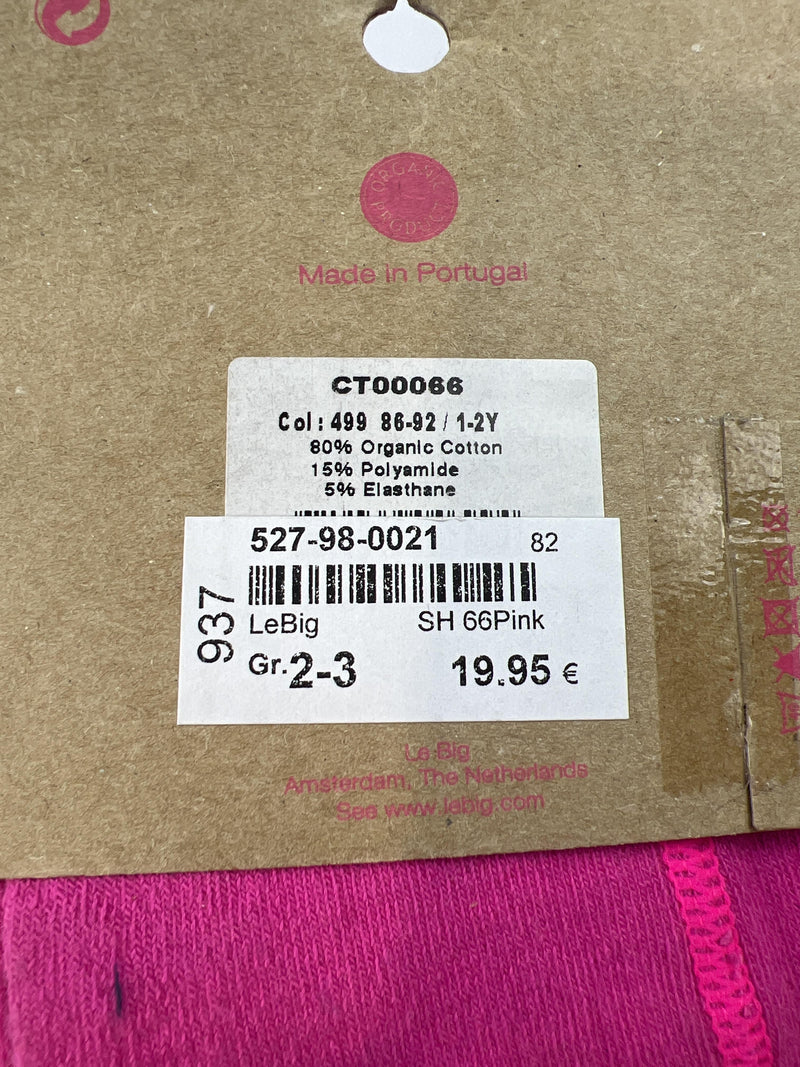 ORGANIC
PRODUCT
Made in Portugal
CT00066
Col: 499 86-92 / 1-2Y
80% Organic Cotton
15% Polyamide
5% Elasthane
527-98-0021 82
937
LeBig SH 66Pink
Gr.2-3 19.95 €
Le Big
Amsterdam, The Netherlands
See www.lebig.com